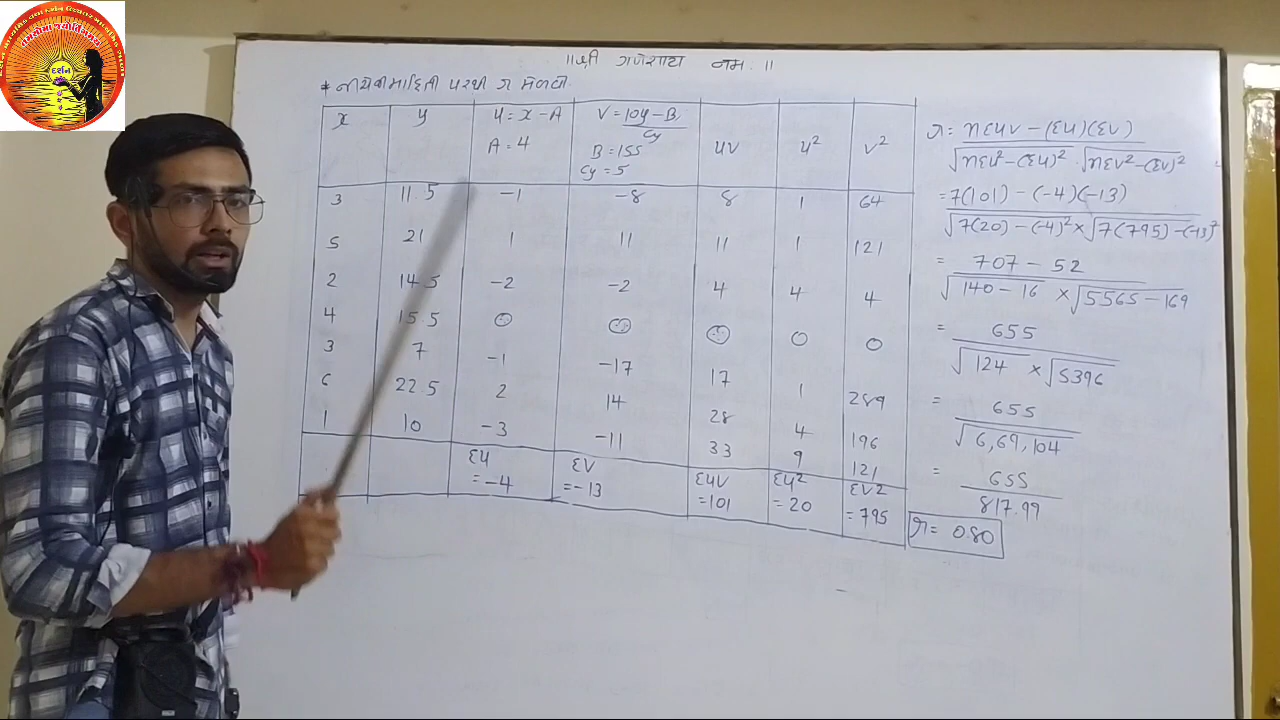 દર્શન
॥ શ્રી ગણેશાય નમઃ ॥
* નીચેની માહિતી પરથી r મેળવો.
x y u = x - A V = 10y - B / Cy uv u² v²
A = 4 B = 155
Cy = 5
3 11.5 -1 -8 8 1 64
5 21 1 11 11 1 121
2 14.5 -2 -2 4 4 4
4 15.5 0 0 0 0 0
3 7 -1 -17 17 1 289
6 22.5 2 14 28 4 196
1 10 -3 -11 33 9 121
Σu = -4 Σv = -13 Σuv = 101 Σu² = 20 Σv² = 795
r = nΣuv - (Σu)(Σv)
√nΣu² - (Σu)² · √nΣv² - (Σv)²
= 7(101) - (-4)(-13)
√7(20) - (-4)² × √7(795) - (-13)²
= 707 - 52
√140 - 16 × √5565 - 169
= 655
√124 × √5396
= 655
√6,69,104
= 655
817.99
r = 0.80